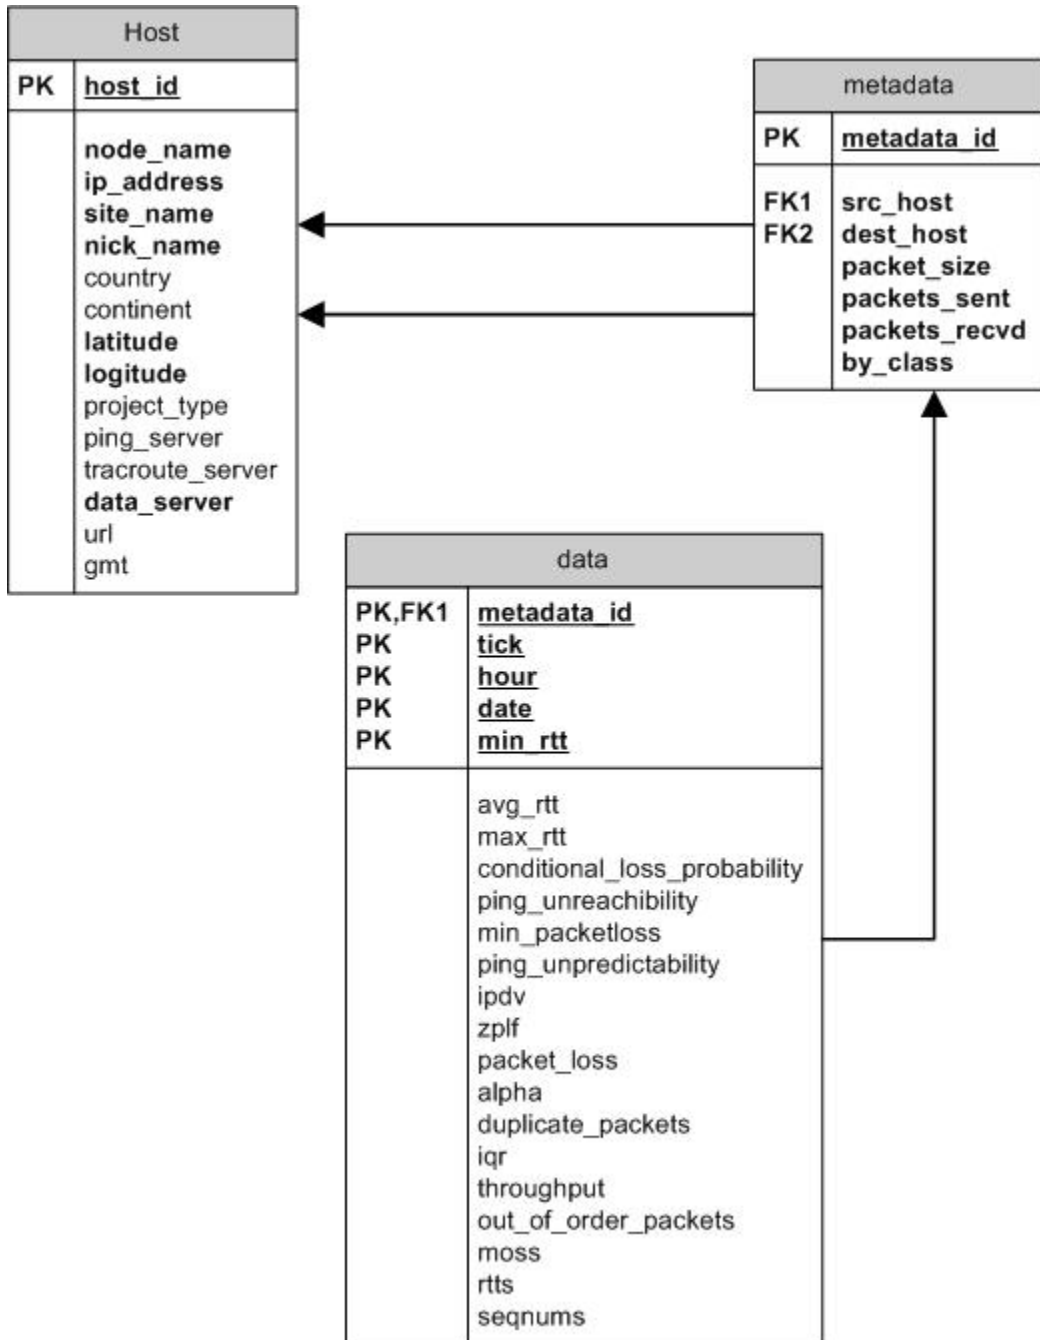 Host
PK host_id
node_name
ip_address
site_name
nick_name
country
continent
latitude
logitude
project_type
ping_server
tracroute_server
data_server
url
gmt
metadata
PK metadata_id
FK1 src_host
FK2 dest_host
packet_size
packets_sent
packets_recvd
by_class
data
PK,FK1 metadata_id
PK tick
PK hour
PK date
PK min_rtt
avg_rtt
max_rtt
conditional_loss_probability
ping_unreachibility
min_packetloss
ping_unpredictability
ipdv
zplf
packet_loss
alpha
duplicate_packets
iqr
throughput
out_of_order_packets
moss
rtts
seqnums